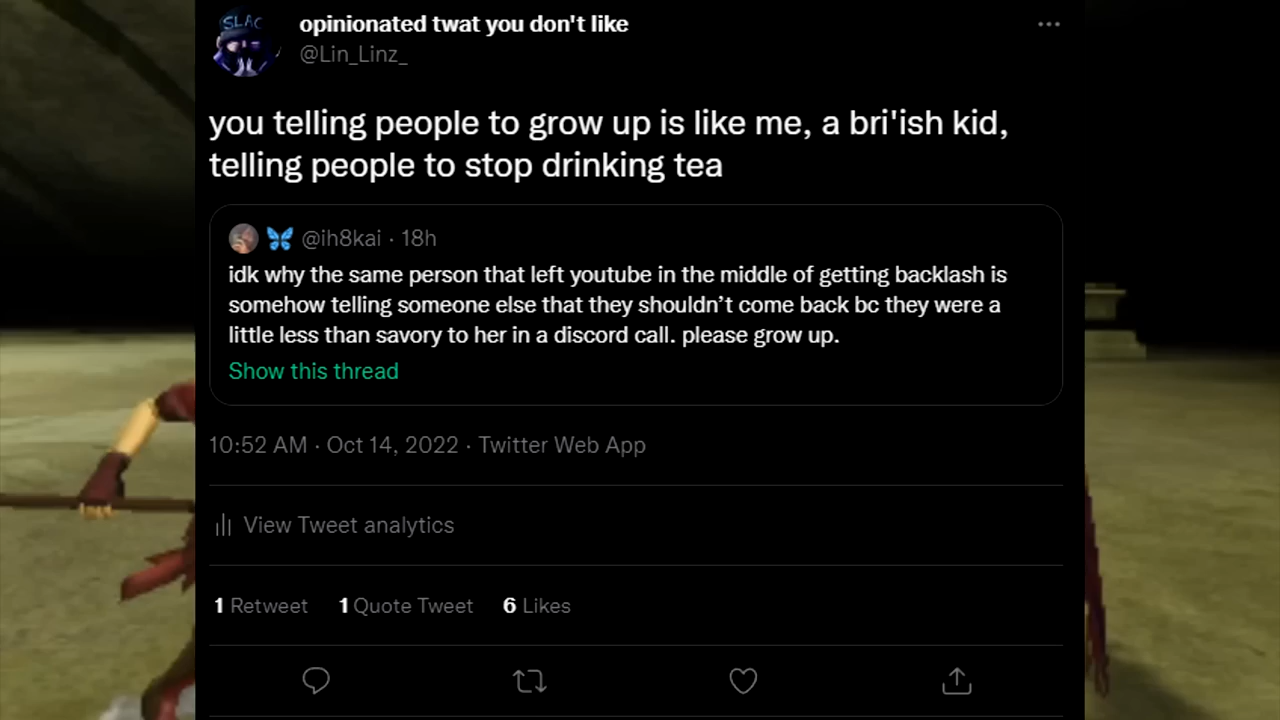 SLAC
opinionated twat you don't like
@Lin_Linz_
you telling people to grow up is like me, a bri'ish kid,
telling people to stop drinking tea
@ih8kai · 18h
idk why the same person that left youtube in the middle of getting backlash is
somehow telling someone else that they shouldn’t come back bc they were a
little less than savory to her in a discord call. please grow up.
Show this thread
10:52 AM · Oct 14, 2022 · Twitter Web App
View Tweet analytics
1 Retweet 1 Quote Tweet 6 Likes